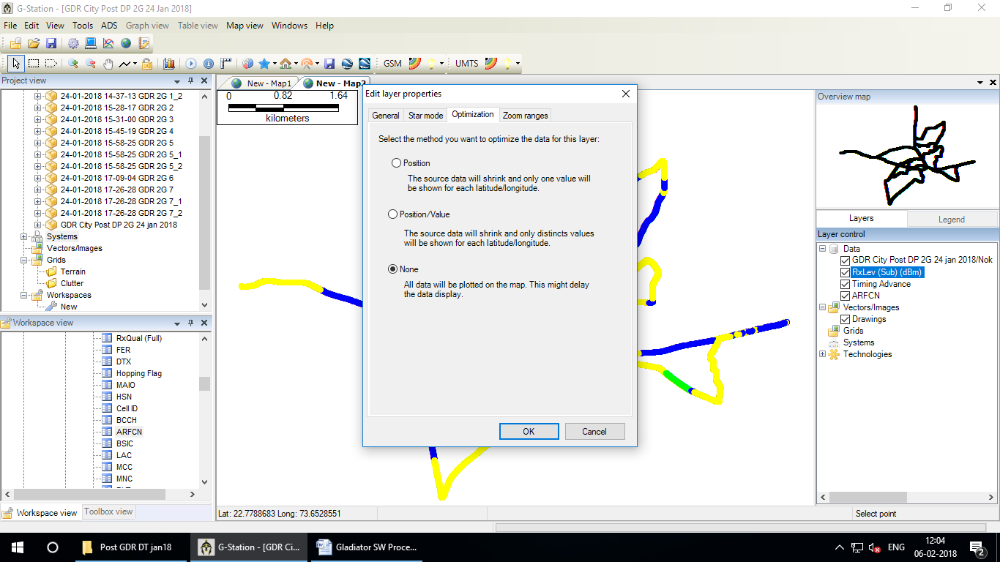 G-Station - [GDR City Post DP 2G 24 Jan 2018]
File Edit View Tools ADS Graph view Table view Map view Windows Help
GSM UMTS
Project view
24-01-2018 14-37-13 GDR 2G 1_2
24-01-2018 15-28-17 GDR 2G 2
24-01-2018 15-31-00 GDR 2G 3
24-01-2018 15-45-19 GDR 2G 4
24-01-2018 15-58-25 GDR 2G 5
24-01-2018 15-58-25 GDR 2G 5_1
24-01-2018 15-58-25 GDR 2G 5_2
24-01-2018 17-09-04 GDR 2G 6
24-01-2018 17-26-28 GDR 2G 7
24-01-2018 17-26-28 GDR 2G 7_1
24-01-2018 17-26-28 GDR 2G 7_2
GDR City Post DP 2G 24 jan 2018
Systems
Vectors/Images
Grids
Terrain
Clutter
Workspaces
New
Workspace view
RxQual (Full)
FER
DTX
Hopping Flag
MAIO
HSN
Cell ID
BCCH
ARFCN
BSIC
LAC
MCC
MNC
Workspace view Toolbox view
New - Map1 New - Map2
0 0.82 1.64
kilometers
Edit layer properties
General Star mode Optimization Zoom ranges
Select the method you want to optimize the data for this layer:
Position
The source data will shrink and only one value will
be shown for each latitude/longitude.
Position/Value
The source data will shrink and only distincts values
will be shown for each latitude/longitude.
None
All data will be plotted on the map. This might delay
the data display.
OK Cancel
Overview map
Layers Legend
Layer control
Data
GDR City Post DP 2G 24 jan 2018/Nok
RxLev (Sub) (dBm)
Timing Advance
ARFCN
Vectors/Images
Drawings
Grids
Systems
Technologies
Lat: 22.7788683 Long: 73.6528551
Select point
Post GDR DT jan18
G-Station - [GDR Ci...
Gladiator SW Proce...
ENG
12:04
06-02-2018
2